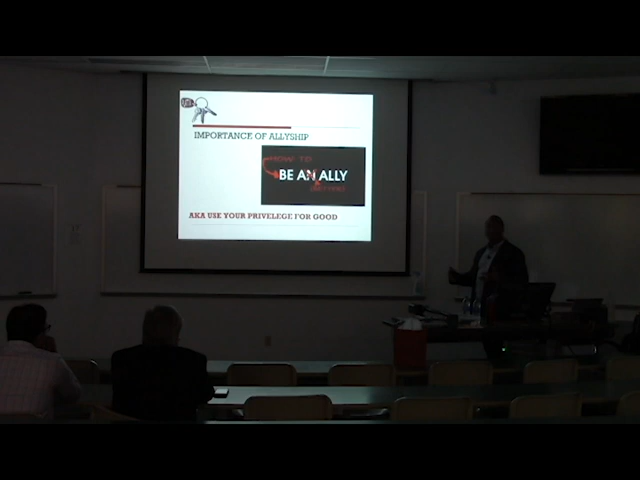 IMPORTANCE OF ALLYSHIP
HOW TO
BE AN ALLY
AKA USE YOUR PRIVELEGE FOR GOOD